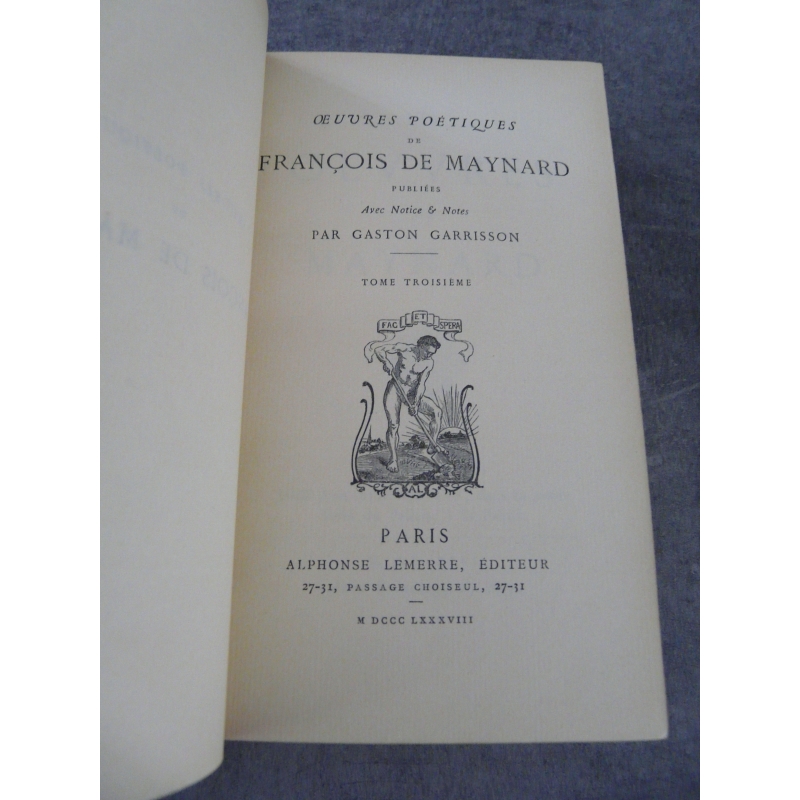 ŒUVRES POÉTIQUES
DE
FRANÇOIS DE MAYNARD
PUBLIÉES
Avec Notice & Notes
PAR GASTON GARRISSON
TOME TROISIÈME
FAC ET SPERA
AL
PARIS
ALPHONSE LEMERRE, ÉDITEUR
27-31, PASSAGE CHOISEUL, 27-31
M DCCC LXXXVIII